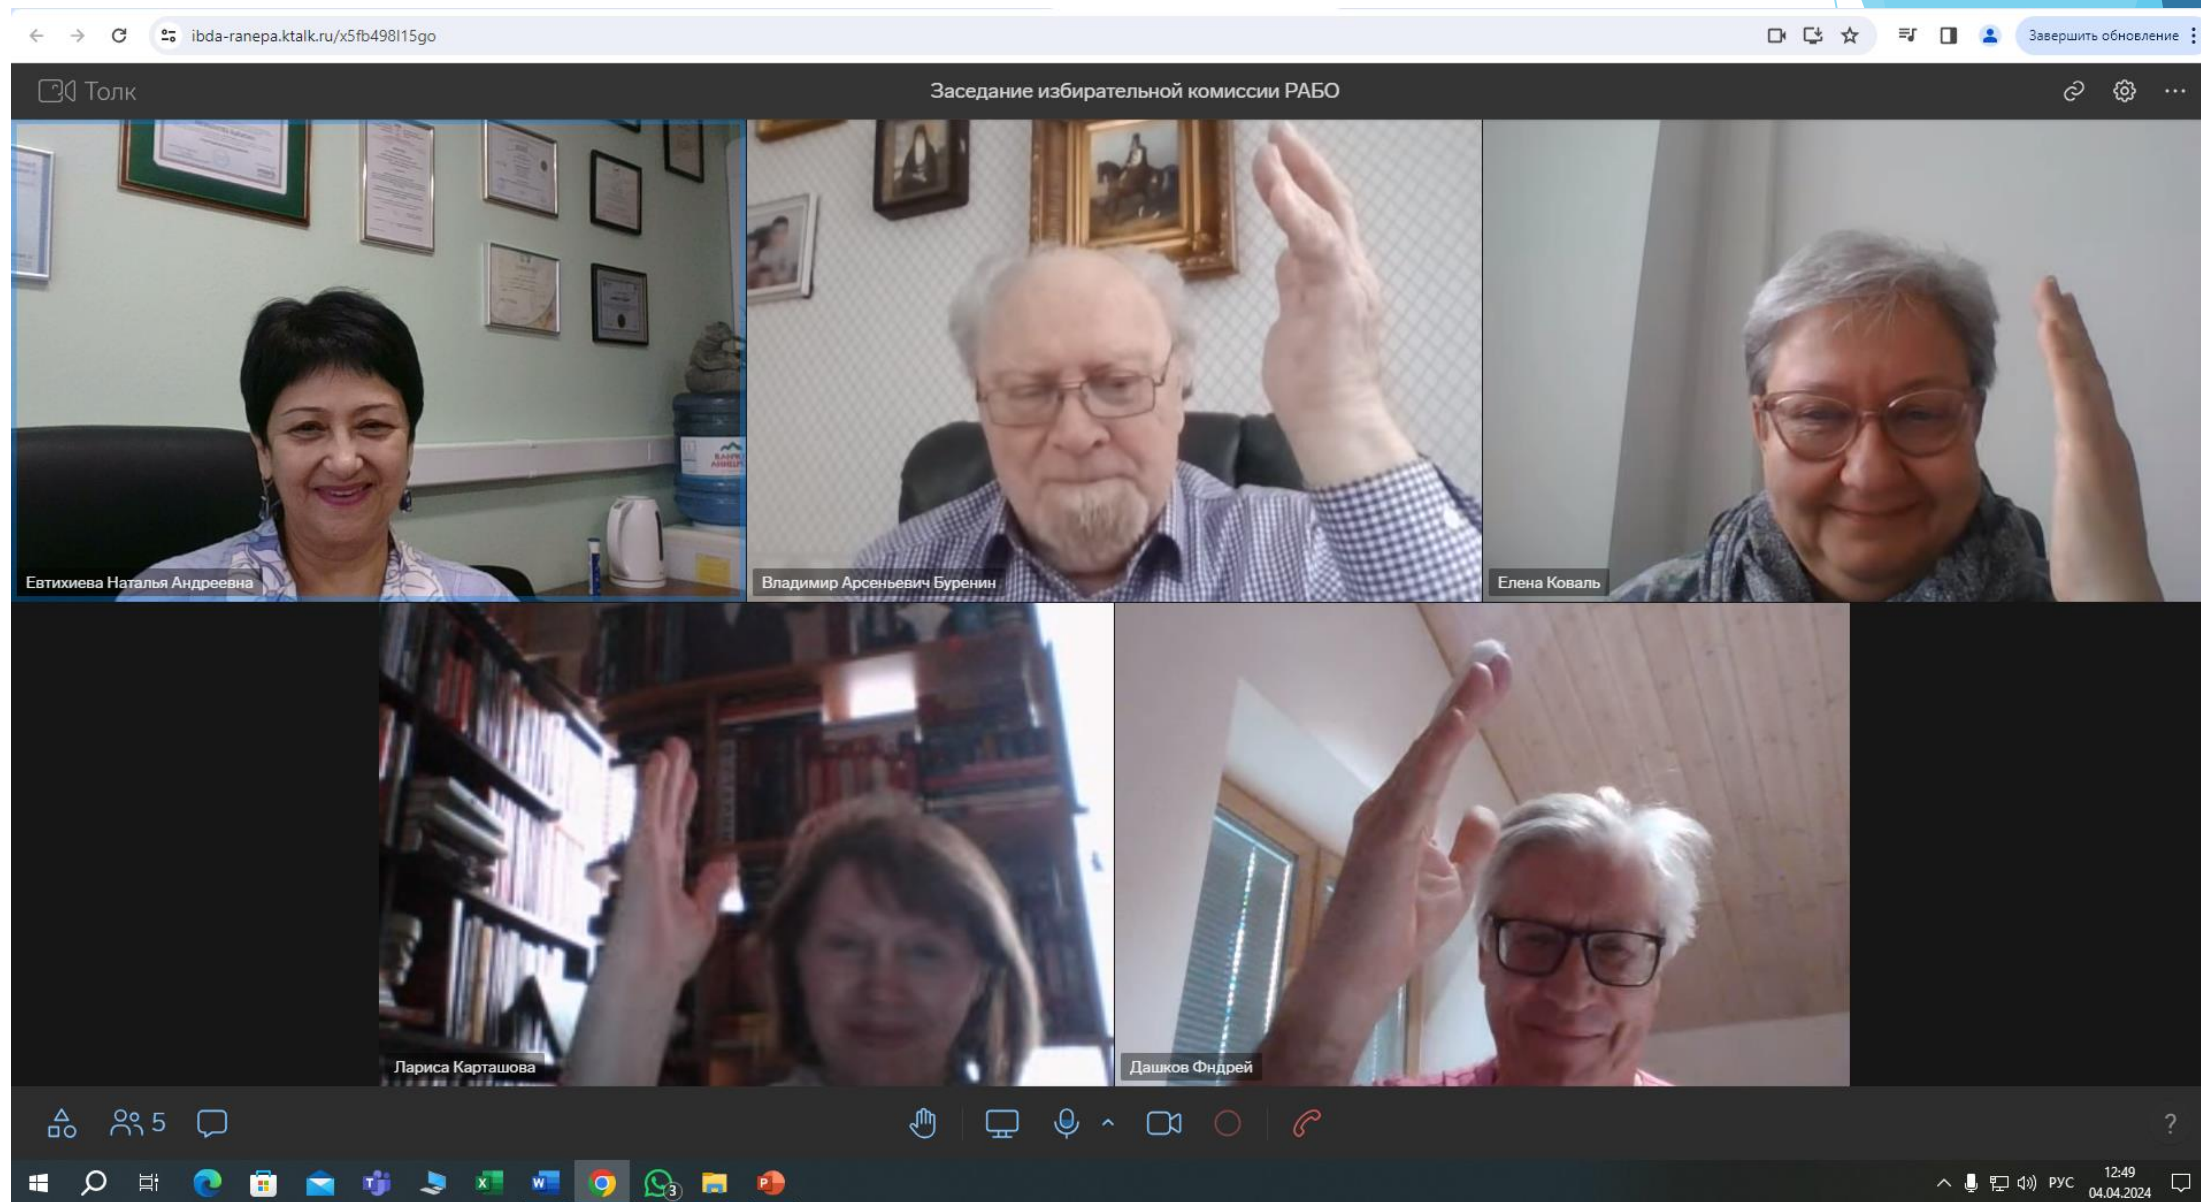 ibda-ranepa.ktalk.ru/x5fb498l15go
Завершить обновление
Толк
Заседание избирательной комиссии РАБО
Евтихиева Наталья Андреевна
Владимир Арсеньевич Буренин
Елена Коваль
Лариса Карташова
Дашков Фндрей
5
?
3
РУС
12:49
04.04.2024